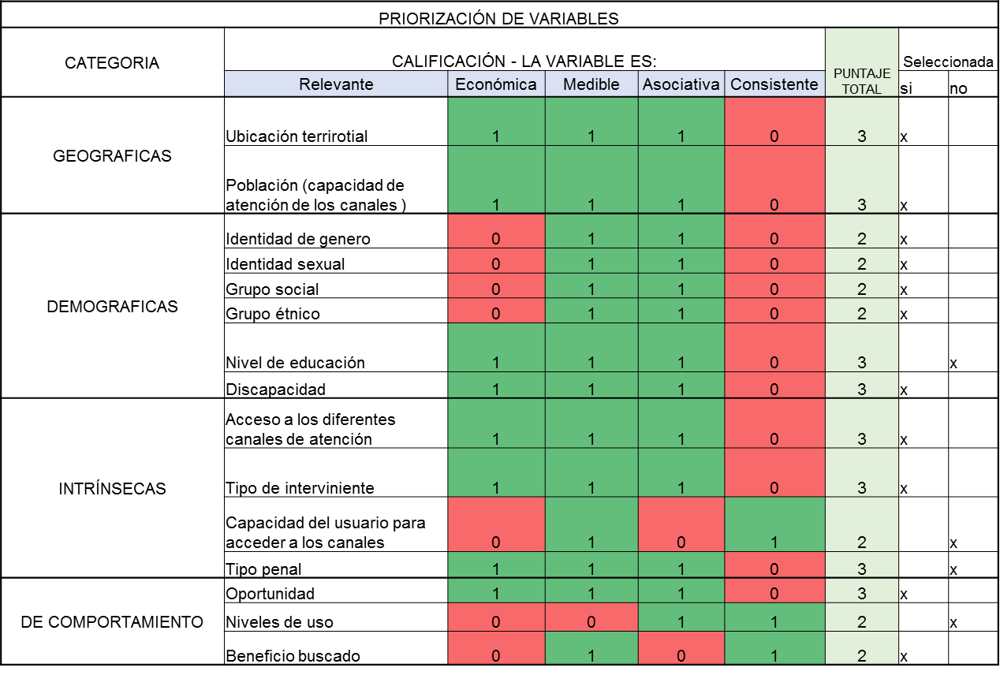 PRIORIZACIÓN DE VARIABLES
CATEGORIA
CALIFICACIÓN - LA VARIABLE ES:
PUNTAJE
TOTAL
Seleccionada
Relevante Económica Medible Asociativa Consistente si no
GEOGRAFICAS
Ubicación terrirotial 1 1 1 0 3 x
Población (capacidad de
atención de los canales ) 1 1 1 0 3 x
DEMOGRAFICAS
Identidad de genero 0 1 1 0 2 x
Identidad sexual 0 1 1 0 2 x
Grupo social 0 1 1 0 2 x
Grupo étnico 0 1 1 0 2 x
Nivel de educación 1 1 1 0 3 x
Discapacidad 1 1 1 0 3 x
INTRÍNSECAS
Acceso a los diferentes
canales de atención 1 1 1 0 3 x
Tipo de interviniente 1 1 1 0 3 x
Capacidad del usuario para
acceder a los canales 0 1 0 1 2 x
Tipo penal 1 1 1 0 3 x
DE COMPORTAMIENTO
Oportunidad 1 1 1 0 3 x
Niveles de uso 0 0 1 1 2 x
Beneficio buscado 0 1 0 1 2 x